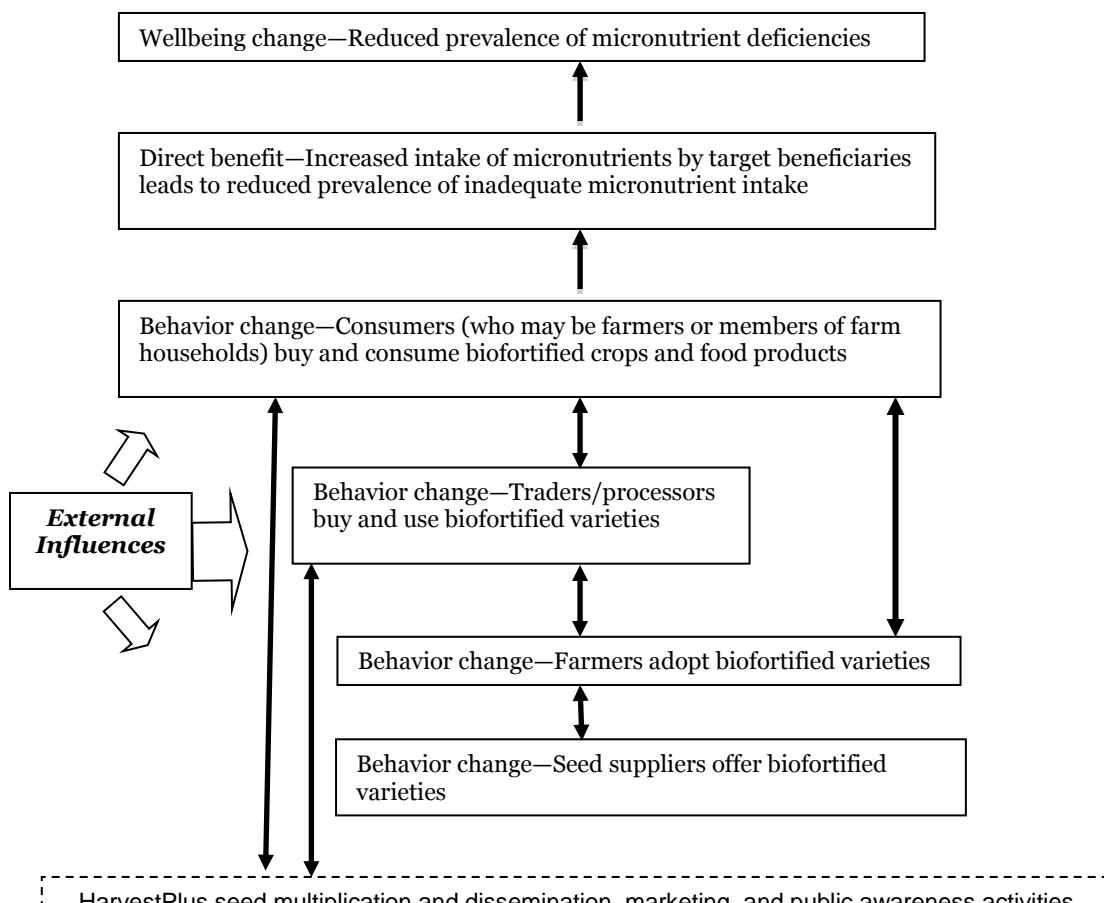 Wellbeing change—Reduced prevalence of micronutrient deficiencies
Direct benefit—Increased intake of micronutrients by target beneficiaries
leads to reduced prevalence of inadequate micronutrient intake
Behavior change—Consumers (who may be farmers or members of farm
households) buy and consume biofortified crops and food products
Behavior change—Traders/processors
buy and use biofortified varieties
External
Influences
Behavior change—Farmers adopt biofortified varieties
Behavior change—Seed suppliers offer biofortified
varieties
HarvestPlus seed multiplication and dissemination, marketing, and public awareness activities